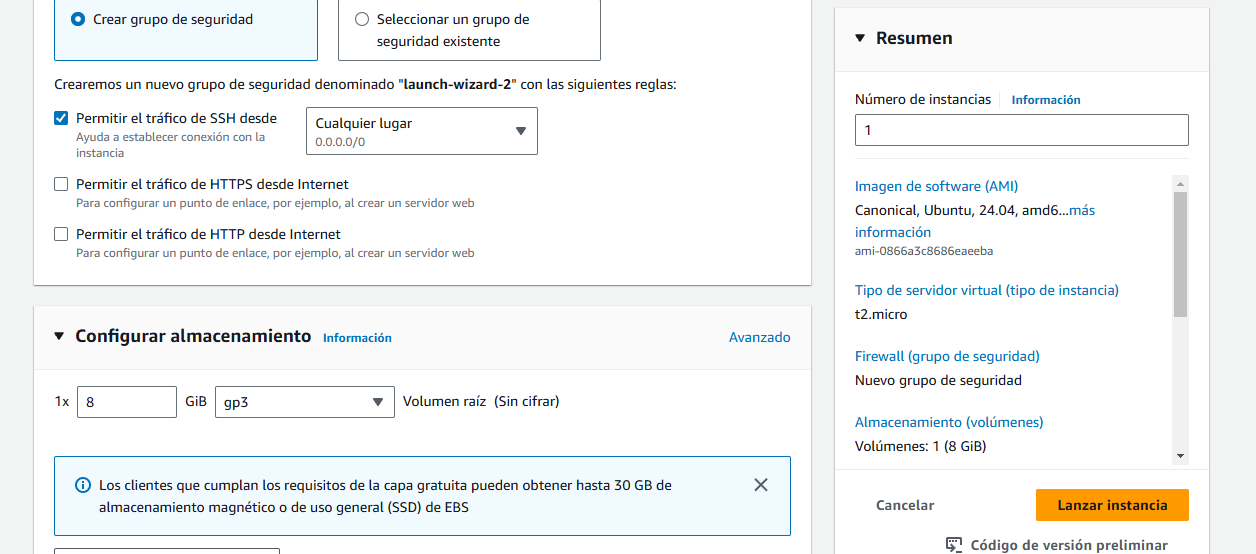 Crear grupo de seguridad
Seleccionar un grupo de
seguridad existente
Crearemos un nuevo grupo de seguridad denominado "launch-wizard-2" con las siguientes reglas:
Permitir el tráfico de SSH desde
Ayuda a establecer conexión con la
instancia
Cualquier lugar
0.0.0.0/0
Permitir el tráfico de HTTPS desde Internet
Para configurar un punto de enlace, por ejemplo, al crear un servidor web
Permitir el tráfico de HTTP desde Internet
Para configurar un punto de enlace, por ejemplo, al crear un servidor web
Configurar almacenamiento Información
Avanzado
1x 8 GiB gp3 Volumen raíz (Sin cifrar)
Los clientes que cumplan los requisitos de la capa gratuita pueden obtener hasta 30 GB de
almacenamiento magnético o de uso general (SSD) de EBS
Resumen
Número de instancias Información
1
Imagen de software (AMI)
Canonical, Ubuntu, 24.04, amd6...más
información
ami-0866a3c8686eaeeba
Tipo de servidor virtual (tipo de instancia)
t2.micro
Firewall (grupo de seguridad)
Nuevo grupo de seguridad
Almacenamiento (volúmenes)
Volúmenes: 1 (8 GiB)
Cancelar
Lanzar instancia
Código de versión preliminar